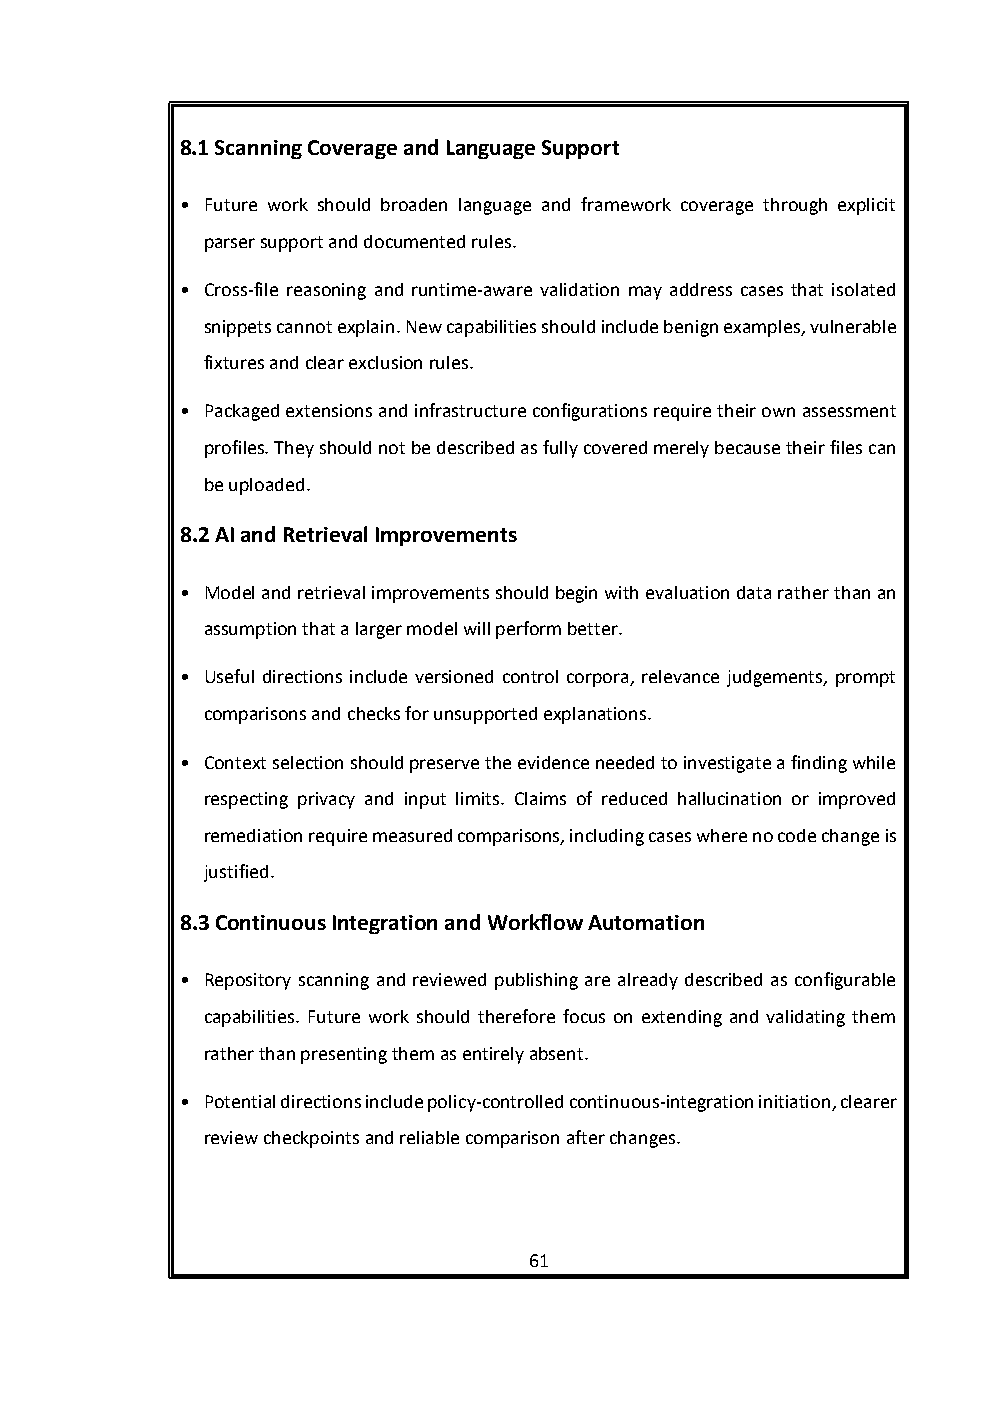 8.1 Scanning Coverage and Language Support
• Future work should broaden language and framework coverage through explicit
parser support and documented rules.
• Cross-file reasoning and runtime-aware validation may address cases that isolated
snippets cannot explain. New capabilities should include benign examples, vulnerable
fixtures and clear exclusion rules.
• Packaged extensions and infrastructure configurations require their own assessment
profiles. They should not be described as fully covered merely because their files can
be uploaded.
8.2 AI and Retrieval Improvements
• Model and retrieval improvements should begin with evaluation data rather than an
assumption that a larger model will perform better.
• Useful directions include versioned control corpora, relevance judgements, prompt
comparisons and checks for unsupported explanations.
• Context selection should preserve the evidence needed to investigate a finding while
respecting privacy and input limits. Claims of reduced hallucination or improved
remediation require measured comparisons, including cases where no code change is
justified.
8.3 Continuous Integration and Workflow Automation
• Repository scanning and reviewed publishing are already described as configurable
capabilities. Future work should therefore focus on extending and validating them
rather than presenting them as entirely absent.
• Potential directions include policy-controlled continuous-integration initiation, clearer
review checkpoints and reliable comparison after changes.
61